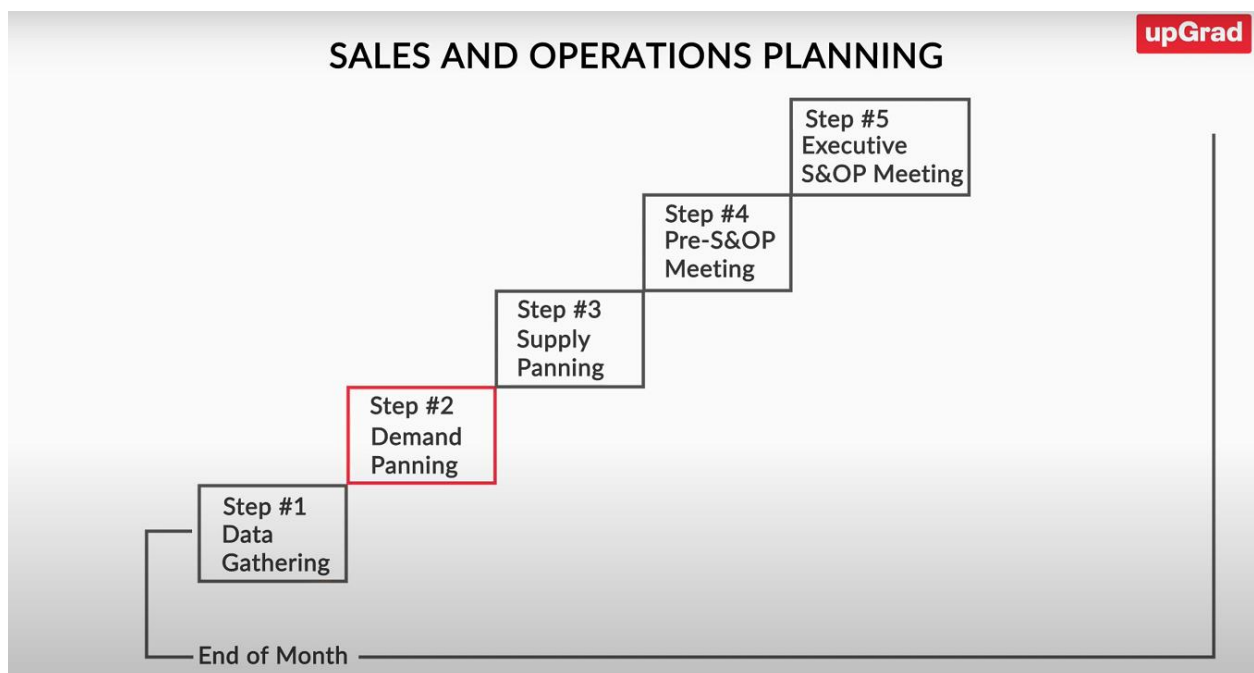 upGrad
SALES AND OPERATIONS PLANNING
Step #5
Executive
S&OP Meeting
Step #4
Pre-S&OP
Meeting
Step #3
Supply
Panning
Step #2
Demand
Panning
Step #1
Data
Gathering
End of Month